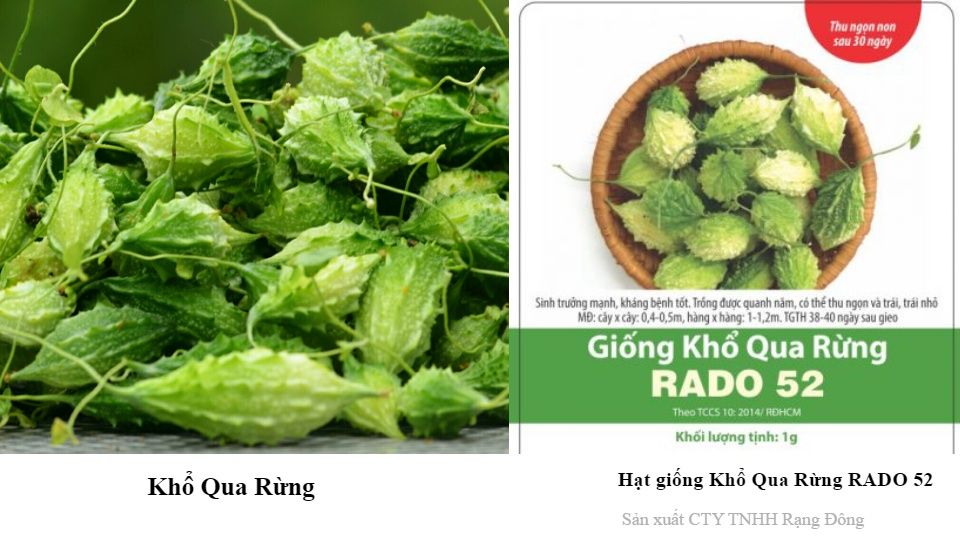 Thu ngọn non
sau 30 ngày
Sinh trưởng mạnh, kháng bệnh tốt. Trồng được quanh năm, có thể thu ngọn và trái, trái nhỏ
MĐ: cây x cây: 0,4-0,5m, hàng x hàng: 1-1,2m. TGTH 38-40 ngày sau gieo
Giống Khổ Qua Rừng
RADO 52
Theo TCCS 10: 2014/ RĐHCM
Khối lượng tịnh: 1g
Khổ Qua Rừng
Hạt giống Khổ Qua Rừng RADO 52
Sản xuất CTY TNHH Rạng Đông